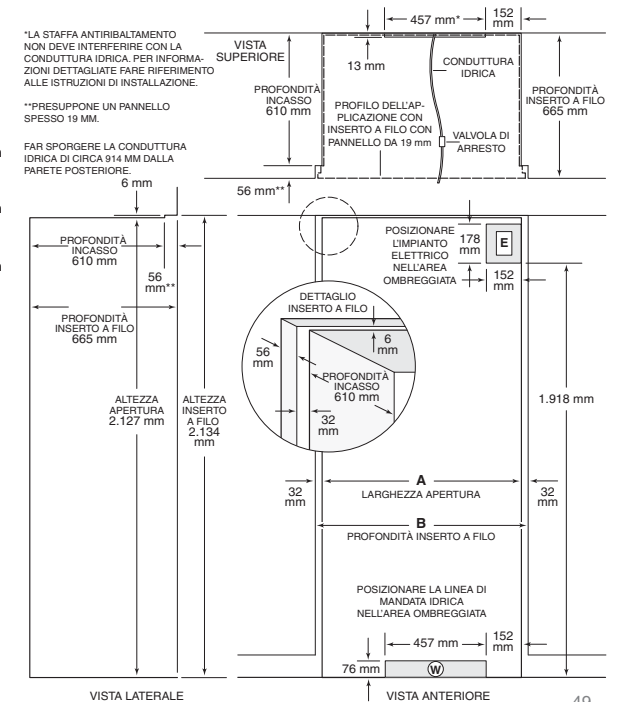 *LA STAFFA ANTIRIBALTAMENTO
NON DEVE INTERFERIRE CON LA
CONDUTTURA IDRICA. PER INFORMA-
ZIONI DETTAGLIATE FARE RIFERIMENTO
ALLE ISTRUZIONI DI INSTALLAZIONE.
**PRESUPPONE UN PANNELLO
SPESSO 19 MM.
FAR SPORGERE LA CONDUTTURA
IDRICA DI CIRCA 914 MM DALLA
PARETE POSTERIORE.
VISTA
SUPERIORE
457 mm*
152
mm
13 mm
CONDUTTURA
IDRICA
PROFONDITÀ
INCASSO
610 mm
PROFONDITÀ
INSERTO A FILO
665 mm
PROFILO DELL'AP-
PLICAZIONE CON
INSERTO A FILO CON
PANNELLO DA 19 mm
VALVOLA DI
ARRESTO
56 mm**
6 mm
PROFONDITÀ
INCASSO
610 mm
56
mm**
PROFONDITÀ
INSERTO A FILO
665 mm
ALTEZZA
APERTURA
2.127 mm
ALTEZZA
INSERTO
A FILO
2.134
mm
VISTA LATERALE
POSIZIONARE
L'IMPIANTO
ELETTRICO
NELL'AREA
OMBREGGIATA
178
mm
E
152
mm
DETTAGLIO
INSERTO A FILO
56
mm
6
mm
PROFONDITÀ
INCASSO
610 mm
32
mm
1.918 mm
32
mm
A
LARGHEZZA APERTURA
32
mm
B
PROFONDITÀ INSERTO A FILO
POSIZIONARE LA LINEA DI
MANDATA IDRICA
NELL'AREA OMBREGGIATA
457 mm
152
mm
76 mm
W
VISTA ANTERIORE